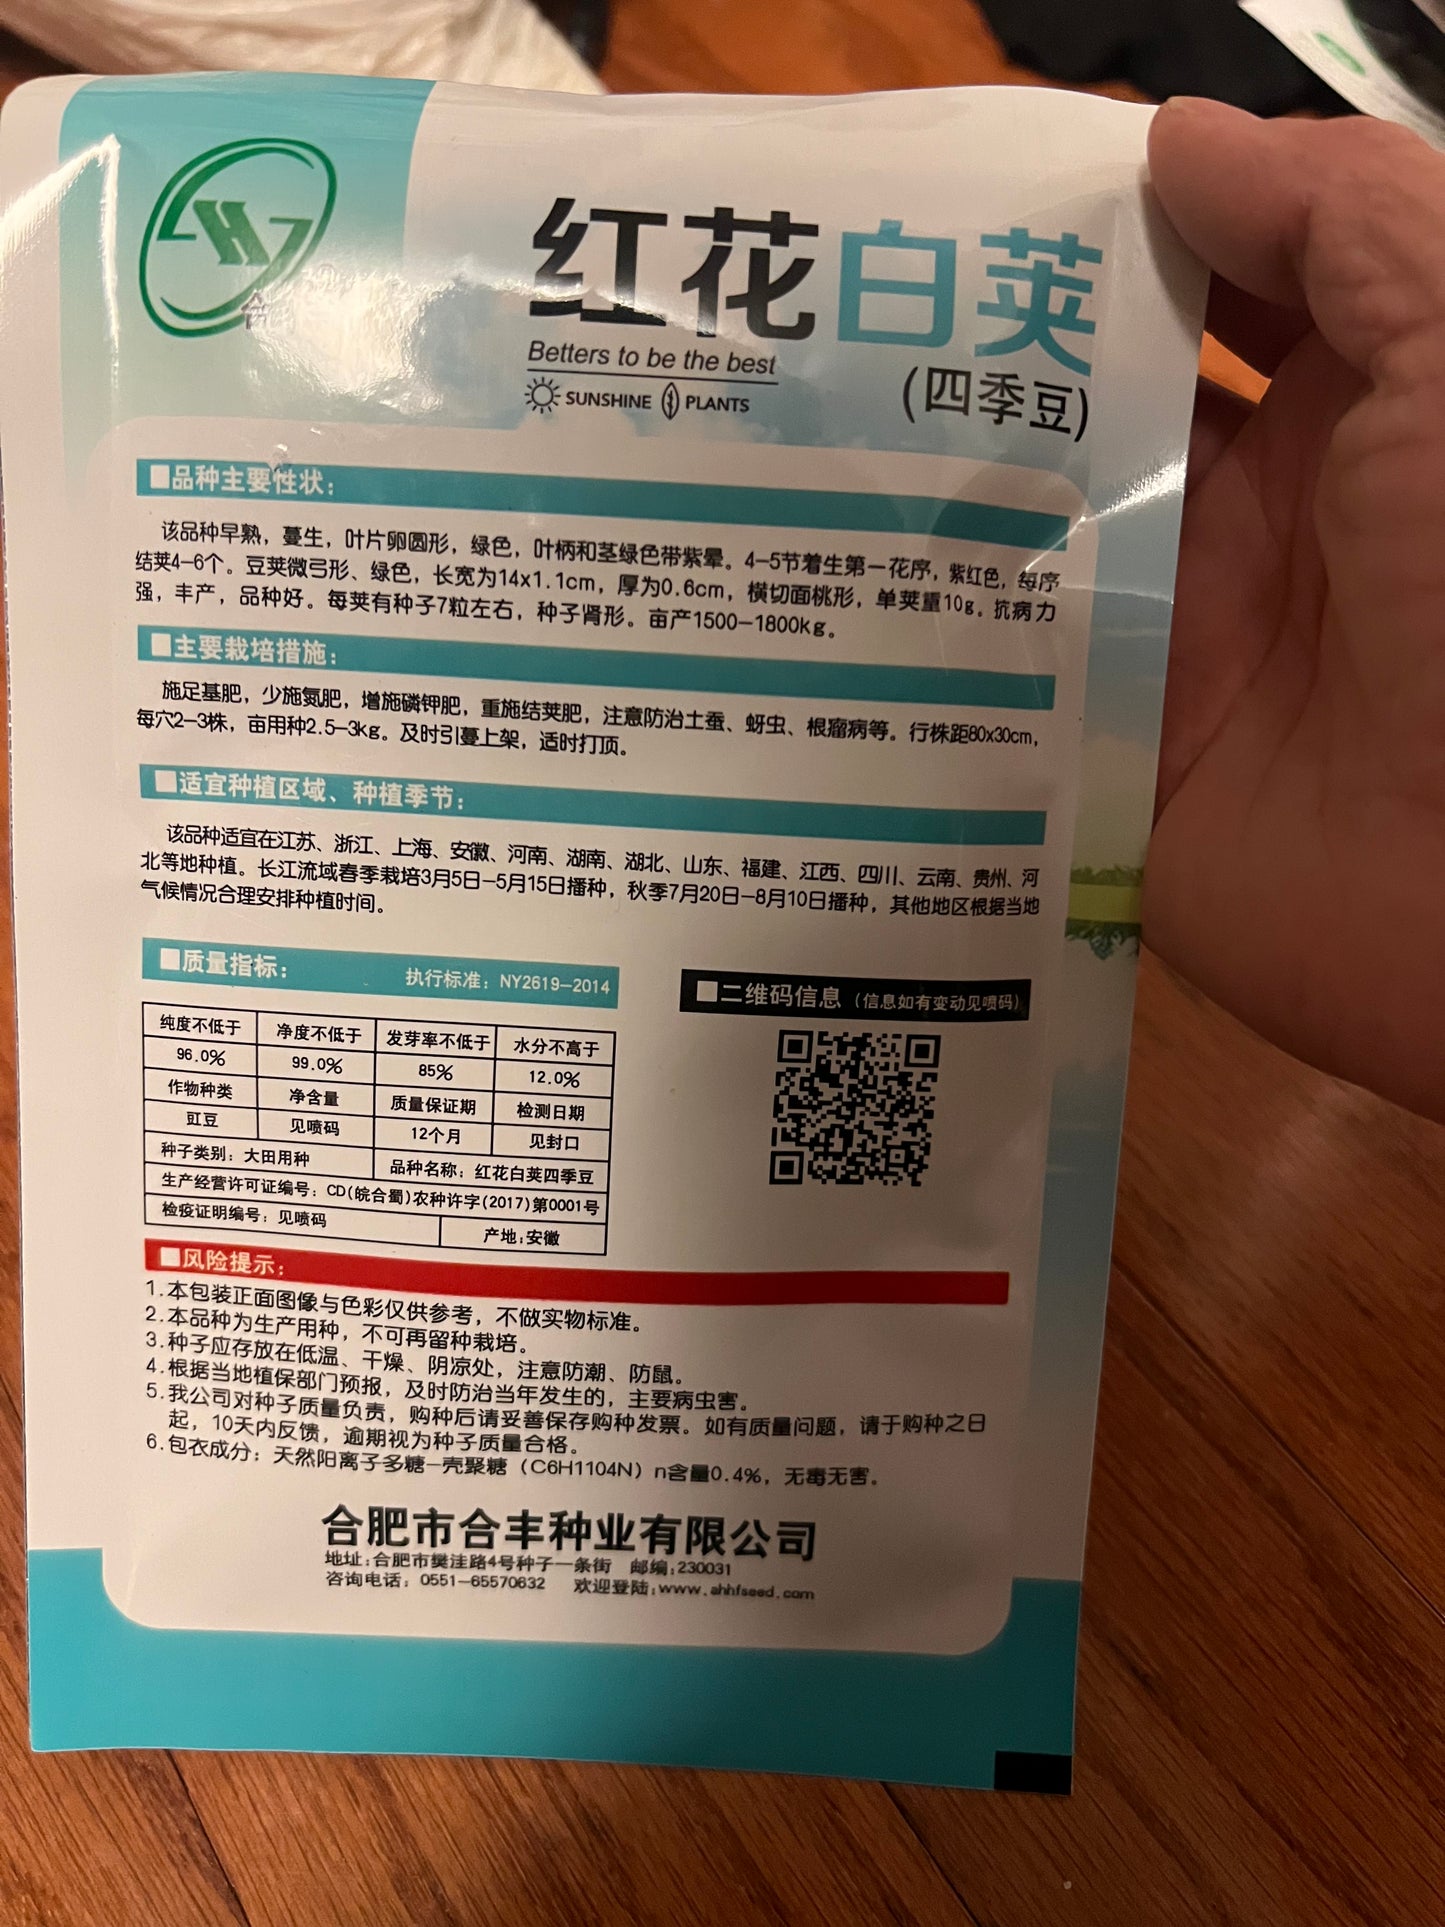 合
红花白荚
Betters to be the best
SUNSHINE PLANTS
(四季豆)
■品种主要性状：
该品种早熟，蔓生，叶片卵圆形，绿色，叶柄和茎绿色带紫晕。4-5节着生第一花序，紫红色，每序
结荚4-6个。豆荚微弓形、绿色，长宽为14x1.1cm，厚为0.6cm，横切面桃形，单荚重10g。抗病力
强，丰产，品种好。每荚有种子7粒左右，种子肾形。亩产1500-1800kg。
■主要栽培措施：
施足基肥，少施氮肥，增施磷钾肥，重施结荚肥，注意防治土蚕、蚜虫、根瘤病等。行株距80x30cm，
每穴2-3株，亩用种2.5-3kg。及时引蔓上架，适时打顶。
■适宜种植区域、种植季节：
该品种适宜在江苏、浙江、上海、安徽、河南、湖南、湖北、山东、福建、江西、四川、云南、贵州、河
北等地种植。长江流域春季栽培3月5日-5月15日播种，秋季7月20日-8月10日播种，其他地区根据当地
气候情况合理安排种植时间。
■质量指标： 执行标准：NY2619-2014
纯度不低于 净度不低于 发芽率不低于 水分不高于
96.0% 99.0% 85% 12.0%
作物种类 净含量 质量保证期 检测日期
豇豆 见喷码 12个月 见封口
种子类别：大田用种 品种名称：红花白荚四季豆
生产经营许可证编号：CD(皖合蜀)农种许字(2017)第0001号
检疫证明编号：见喷码 产地：安徽
■二维码信息（信息如有变动见喷码）
■风险提示：
1.本包装正面图像与色彩仅供参考，不做实物标准。
2.本品种为生产用种，不可再留种栽培。
3.种子应存放在低温、干燥、阴凉处，注意防潮、防鼠。
4.根据当地植保部门预报，及时防治当年发生的，主要病虫害。
5.我公司对种子质量负责，购种后请妥善保存购种发票。如有质量问题，请于购种之日
起，10天内反馈，逾期视为种子质量合格。
6.包衣成分：天然阳离子多糖-壳聚糖（C6H1104N）n含量0.4%，无毒无害。
合肥市合丰种业有限公司
地址：合肥市樊洼路4号种子一条街 邮编：230031
咨询电话：0551-65570632 欢迎登陆：www.ahhfseed.com